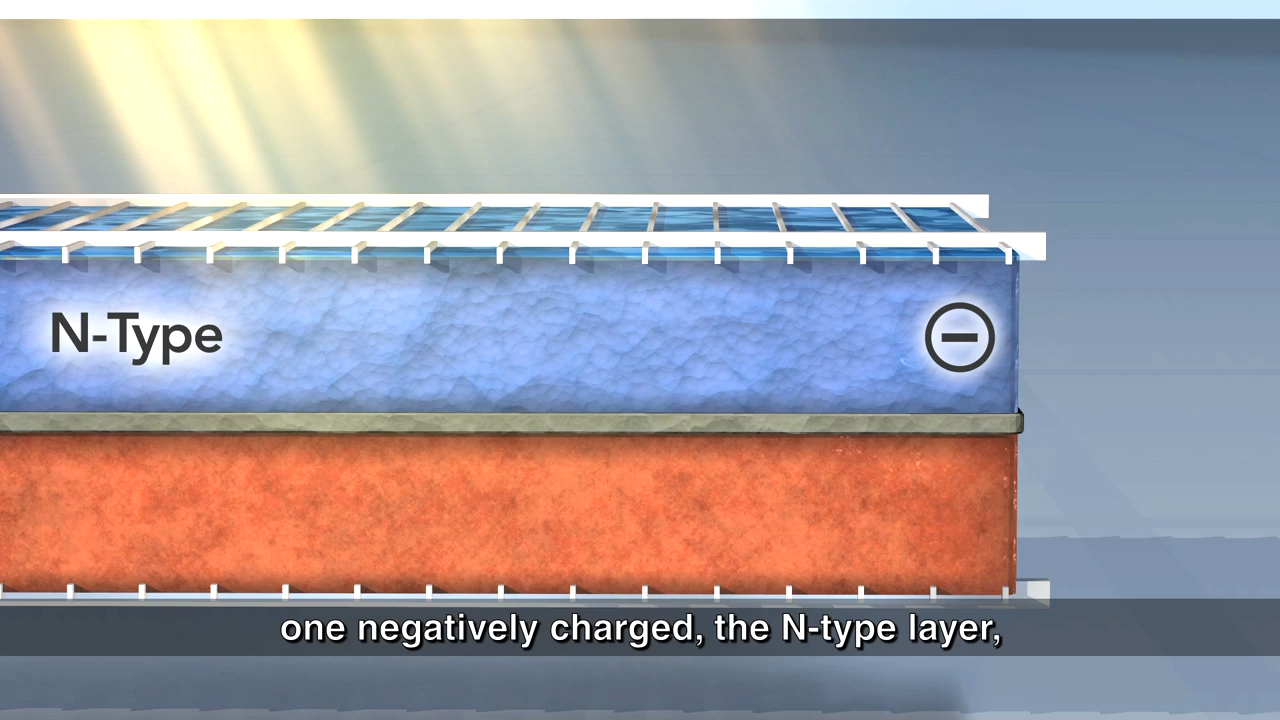 N-Type
one negatively charged, the N-type layer,